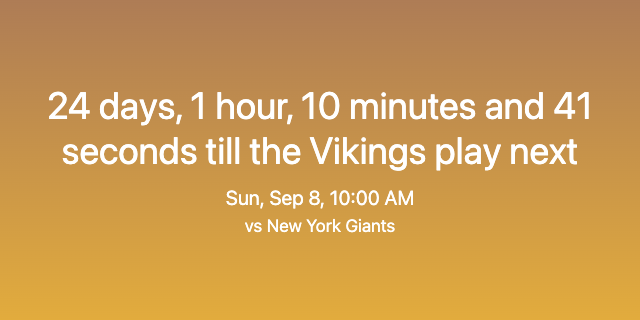 24 days, 1 hour, 10 minutes and 41
seconds till the Vikings play next
Sun, Sep 8, 10:00 AM
vs New York Giants